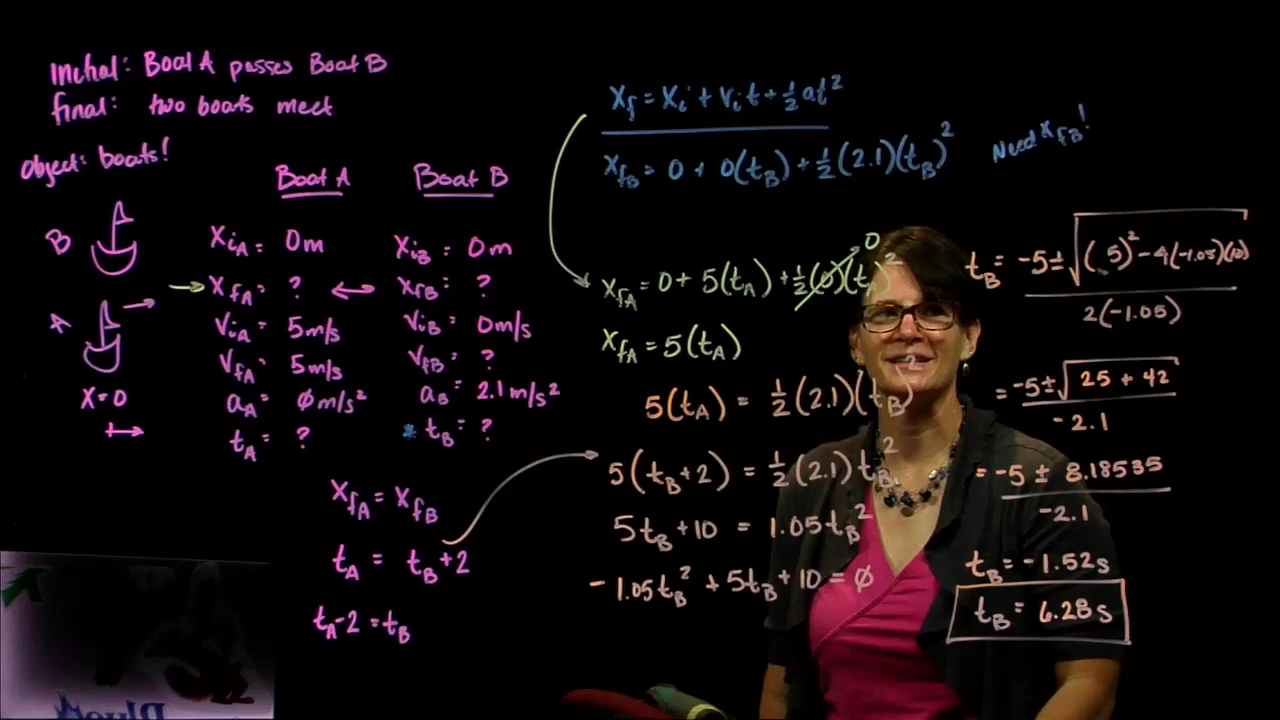 Initial: Boat A passes Boat B
final: two boats meet
object: boats!
Boat A
Boat B
B
A
X=0
XiA = 0m
XfA = ?
ViA = 5m/s
VfA = 5m/s
aA = ∅m/s²
tA = ?
XiB = 0m
XfB = ?
ViB = 0m/s
VfB = ?
aB = 2.1m/s²
* tB = ?
XfA = XfB
tA = tB+2
tA-2 = tB
Xf = Xi + Vit + ½at²
XfB = 0 + 0(tB) + ½(2.1)(tB)²
Need XfB!
XfA = 0 + 5(tA) + ½(0)(tA)² 0
XfA = 5(tA)
5(tA) = ½(2.1)(tB)²
5(tB+2) = ½(2.1)tB²
5tB+10 = 1.05tB²
-1.05tB² + 5tB + 10 = ∅
tB = -5±√(5)²-4(-1.05)(10)
2(-1.05)
= -5±√25 + 42
-2.1
= -5 ± 8.18535
-2.1
tB = -1.52s
tB = 6.28s